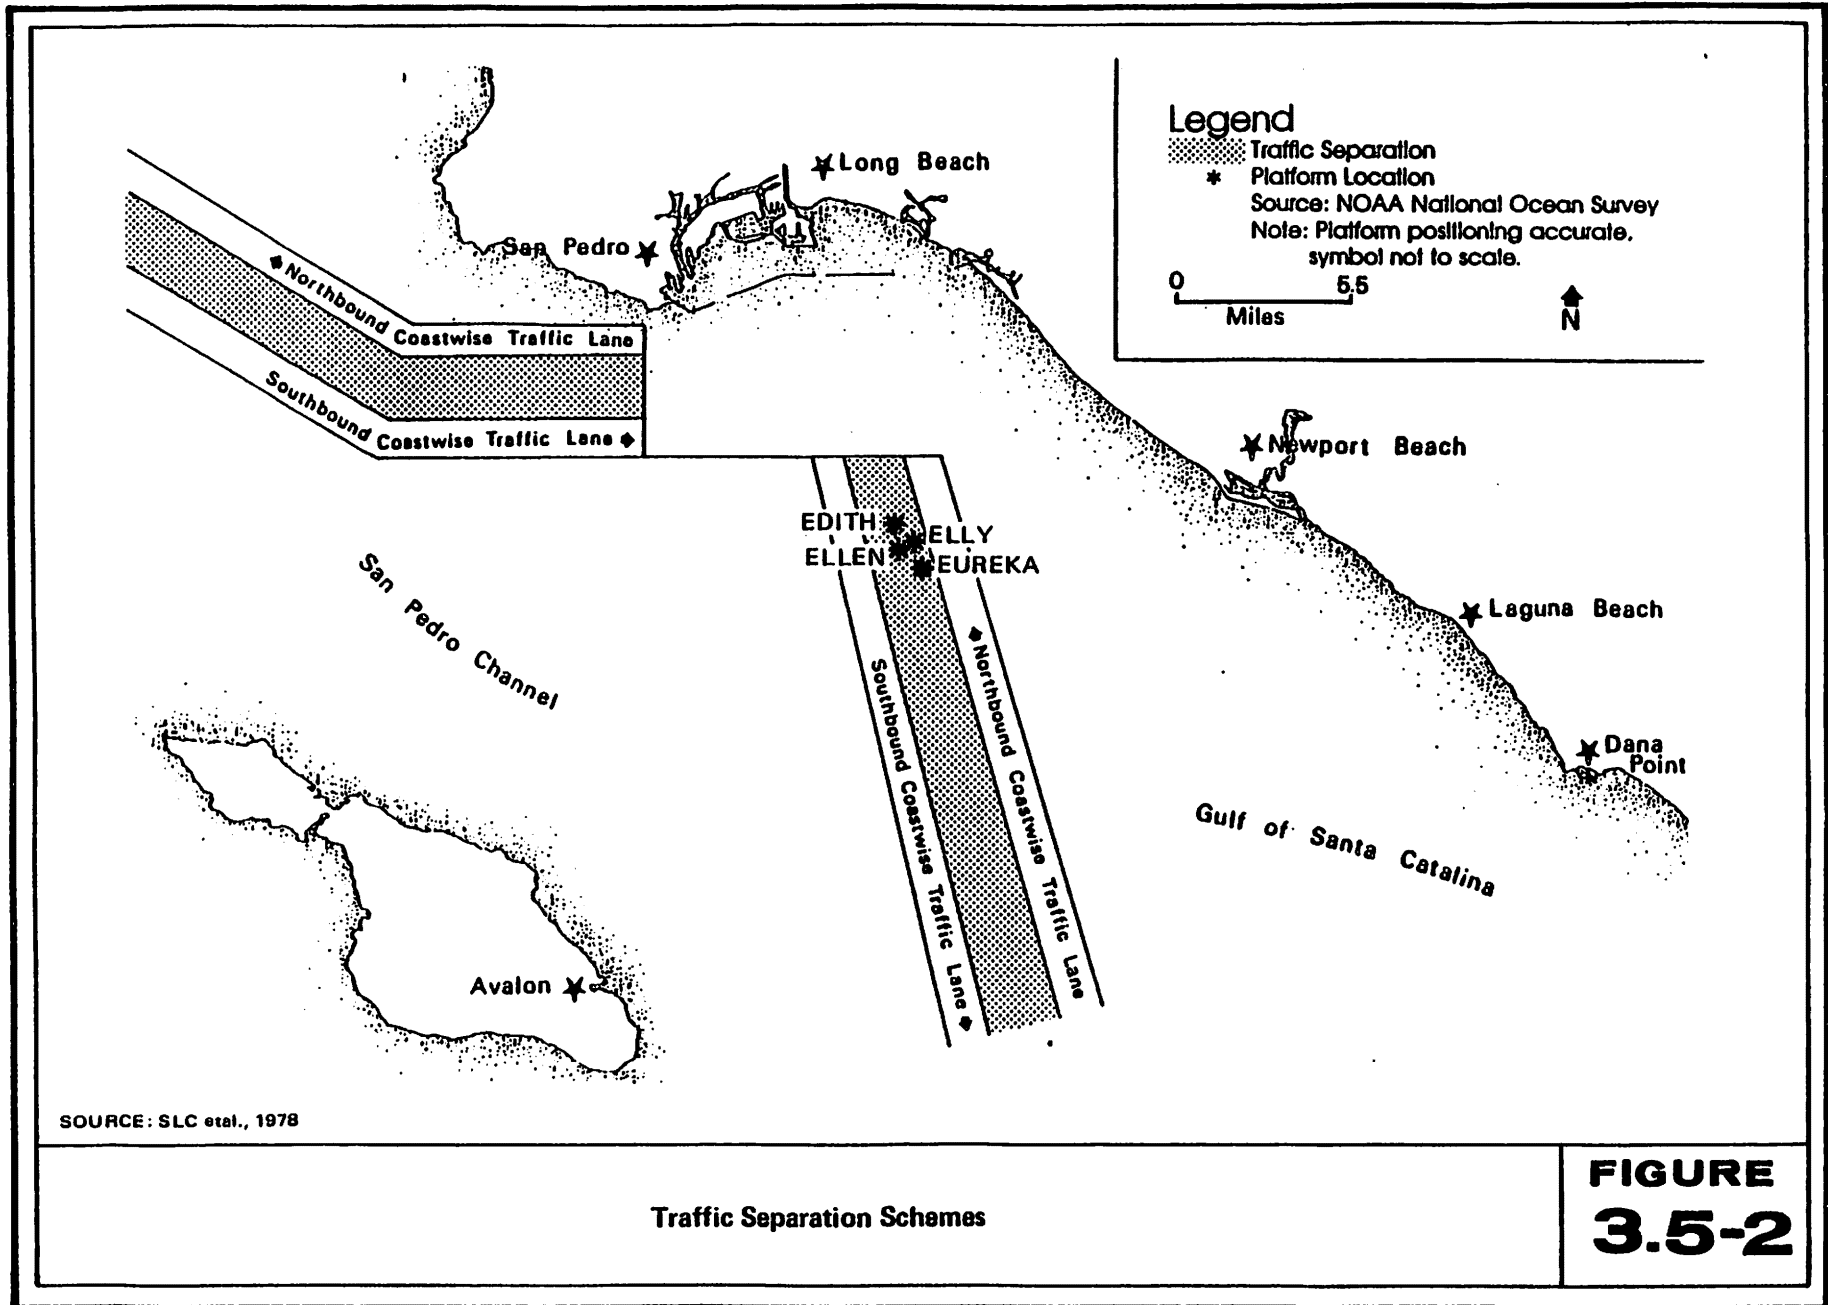 Legend
Traffic Separation
* Platform Location
Source: NOAA National Ocean Survey
Note: Platform positioning accurate.
symbol not to scale.
0 5.5
Miles
N
Long Beach
San Pedro
Northbound Coastwise Traffic Lane
Southbound Coastwise Traffic Lane
Newport Beach
EDITH
ELLY
ELLEN
EUREKA
San Pedro Channel
Laguna Beach
Southbound Coastwise Traffic Lane
Northbound Coastwise Traffic Lane
Dana
Point
Gulf of Santa Catalina
Avalon
SOURCE: SLC etal., 1978
Traffic Separation Schemes
FIGURE
3.5-2